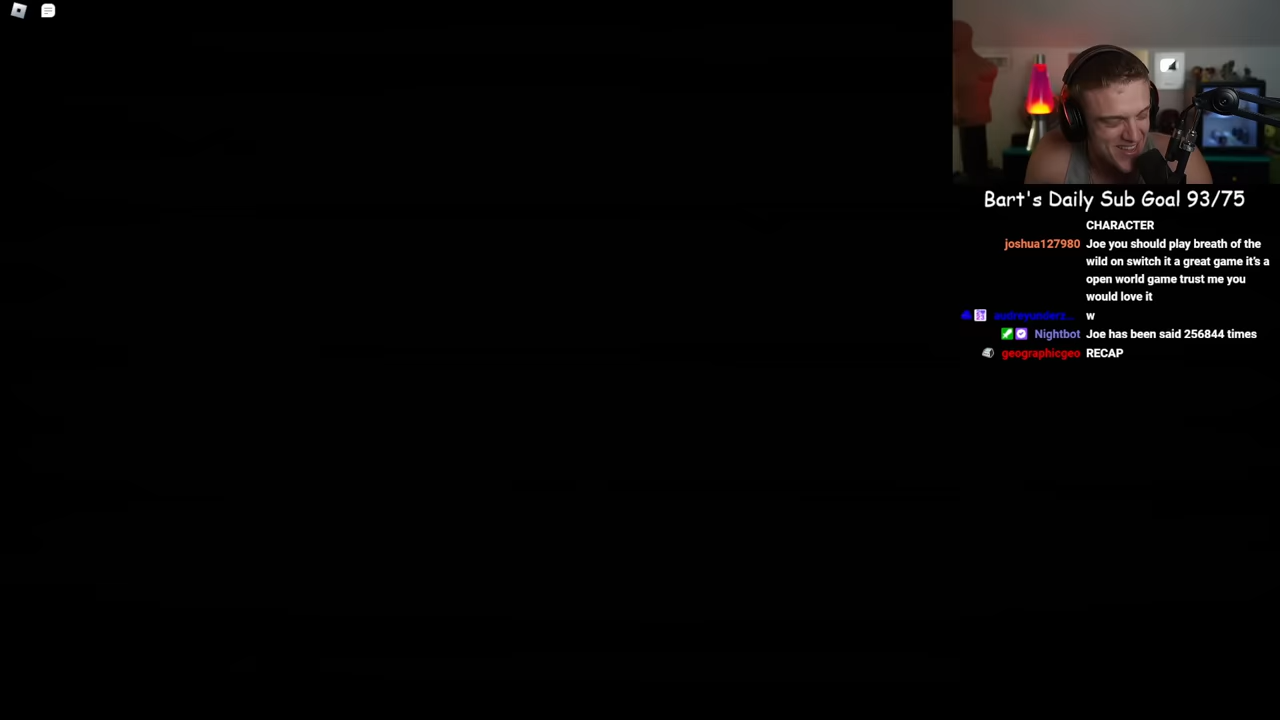 Bart's Daily Sub Goal 93/75
CHARACTER
joshua127980 Joe you should play breath of the
wild on switch it a great game it's a
open world game trust me you
would love it
audreyunderz... w
Nightbot Joe has been said 256844 times
geographicgeo RECAP